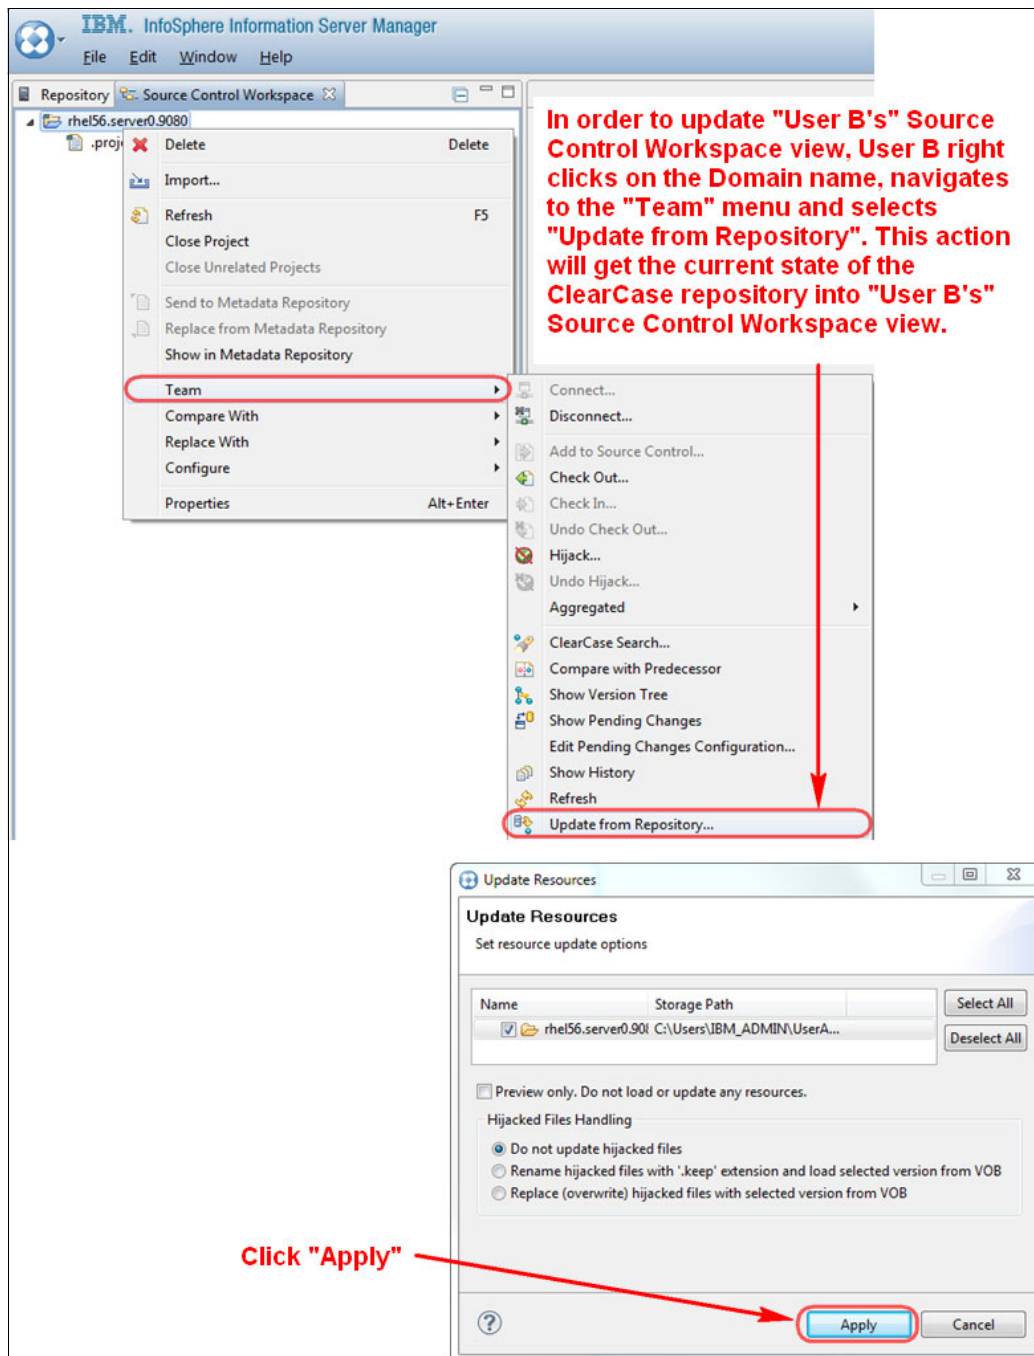 IBM. InfoSphere Information Server Manager
File Edit Window Help
Repository Source Control Workspace
rhel56.server0.9080
.proj
Delete Delete
Import...
Refresh F5
Close Project
Close Unrelated Projects
Send to Metadata Repository
Replace from Metadata Repository
Show in Metadata Repository
Team
Compare With
Replace With
Configure
Properties Alt+Enter
In order to update "User B's" Source
Control Workspace view, User B right
clicks on the Domain name, navigates
to the "Team" menu and selects
"Update from Repository". This action
will get the current state of the
ClearCase repository into "User B's"
Source Control Workspace view.
Connect...
Disconnect...
Add to Source Control...
Check Out...
Check In...
Undo Check Out...
Hijack...
Undo Hijack...
Aggregated
ClearCase Search...
Compare with Predecessor
Show Version Tree
Show Pending Changes
Edit Pending Changes Configuration...
Show History
Refresh
Update from Repository...
Update Resources
Update Resources
Set resource update options
Name Storage Path
rhel56.server0.908 C:\Users\IBM_ADMIN\UserA...
Select All
Deselect All
Preview only. Do not load or update any resources.
Hijacked Files Handling
Do not update hijacked files
Rename hijacked files with '.keep' extension and load selected version from VOB
Replace (overwrite) hijacked files with selected version from VOB
Click "Apply"
Apply Cancel